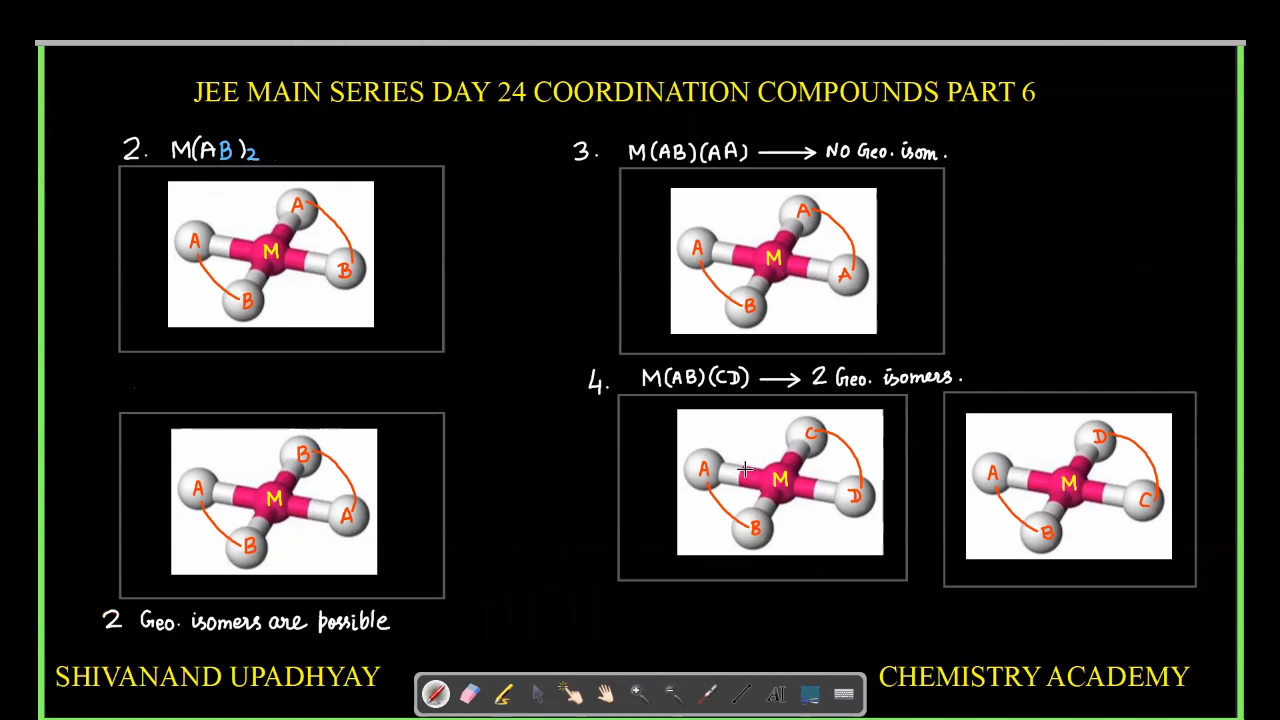 JEE MAIN SERIES DAY 24 COORDINATION COMPOUNDS PART 6
2. M(AB)2
A
A
M
B
B
B
A
M
A
B
2 Geo. isomers are possible
3. M(AB)(AA) ⟶ NO Geo. isom.
A
A
M
A
B
4. M(AB)(CD) ⟶ 2 Geo. isomers.
C
A
M
D
B
D
A
M
C
B
SHIVANAND UPADHYAY
CHEMISTRY ACADEMY
AI